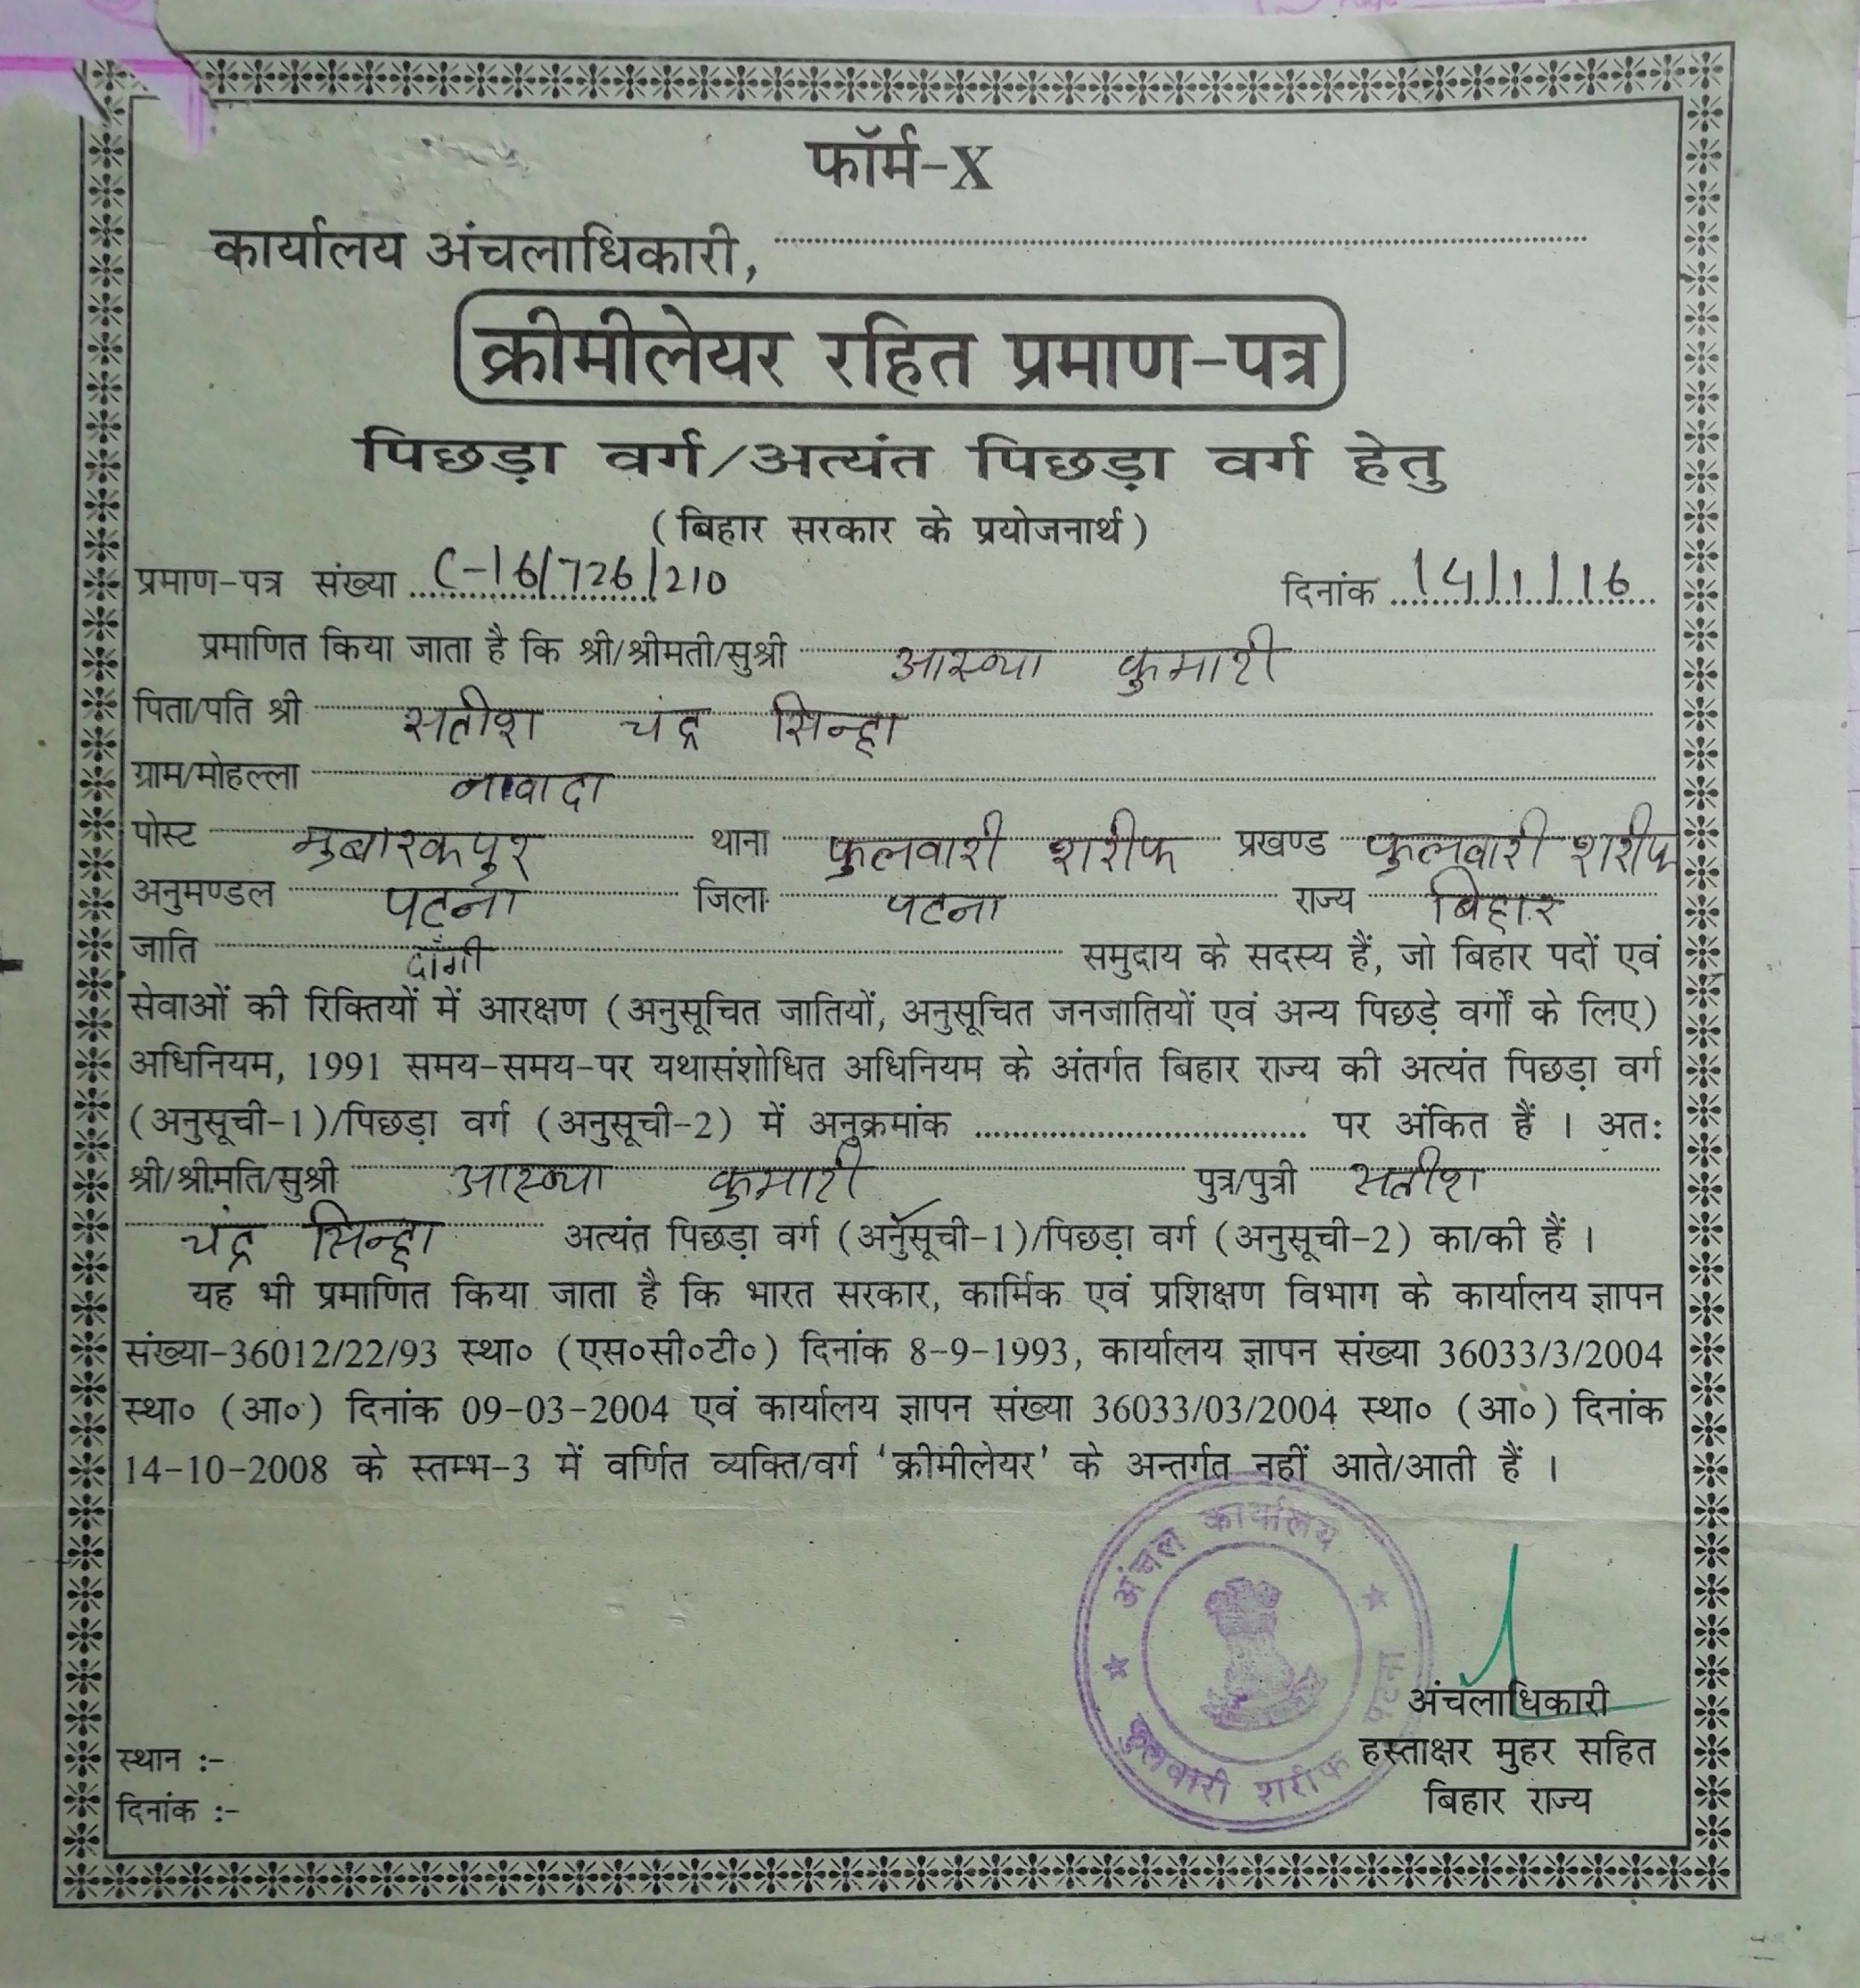 फॉर्म-X
कार्यालय अंचलाधिकारी, ........................
क्रीमीलेयर रहित प्रमाण-पत्र
पिछड़ा वर्ग/अत्यंत पिछड़ा वर्ग हेतु
(बिहार सरकार के प्रयोजनार्थ)
प्रमाण-पत्र संख्या C-16/726/210 दिनांक 14/1/16
प्रमाणित किया जाता है कि श्री/श्रीमती/सुश्री आस्था कुमारी
पिता/पति श्री सतीश चंद्र सिन्हा
ग्राम/मोहल्ला नावादा
पोस्ट मुबारकपुर थाना फुलवारी शरीफ प्रखण्ड फुलवारी शरीफ
अनुमण्डल पटना जिला पटना राज्य बिहार
जाति दाँगी समुदाय के सदस्य हैं, जो बिहार पदों एवं
सेवाओं की रिक्तियों में आरक्षण (अनुसूचित जातियों, अनुसूचित जनजातियों एवं अन्य पिछड़े वर्गों के लिए)
अधिनियम, 1991 समय-समय-पर यथासंशोधित अधिनियम के अंतर्गत बिहार राज्य की अत्यंत पिछड़ा वर्ग
(अनुसूची-1)/पिछड़ा वर्ग (अनुसूची-2) में अनुक्रमांक ........................ पर अंकित हैं । अतः
श्री/श्रीमति/सुश्री आस्था कुमारी पुत्र/पुत्री सतीश
चंद्र सिन्हा अत्यंत पिछड़ा वर्ग (अनुसूची-1)/पिछड़ा वर्ग (अनुसूची-2) का/की हैं ।
यह भी प्रमाणित किया जाता है कि भारत सरकार, कार्मिक एवं प्रशिक्षण विभाग के कार्यालय ज्ञापन
संख्या-36012/22/93 स्था० (एस०सी०टी०) दिनांक 8-9-1993, कार्यालय ज्ञापन संख्या 36033/3/2004
स्था० (आ०) दिनांक 09-03-2004 एवं कार्यालय ज्ञापन संख्या 36033/03/2004 स्था० (आ०) दिनांक
14-10-2008 के स्तम्भ-3 में वर्णित व्यक्ति/वर्ग 'क्रीमीलेयर' के अन्तर्गत नहीं आते/आती हैं ।
अंचल कार्यालय
फुलवारी शरीफ पटना
अंचलाधिकारी
हस्ताक्षर मुहर सहित
बिहार राज्य
स्थान :-
दिनांक :-